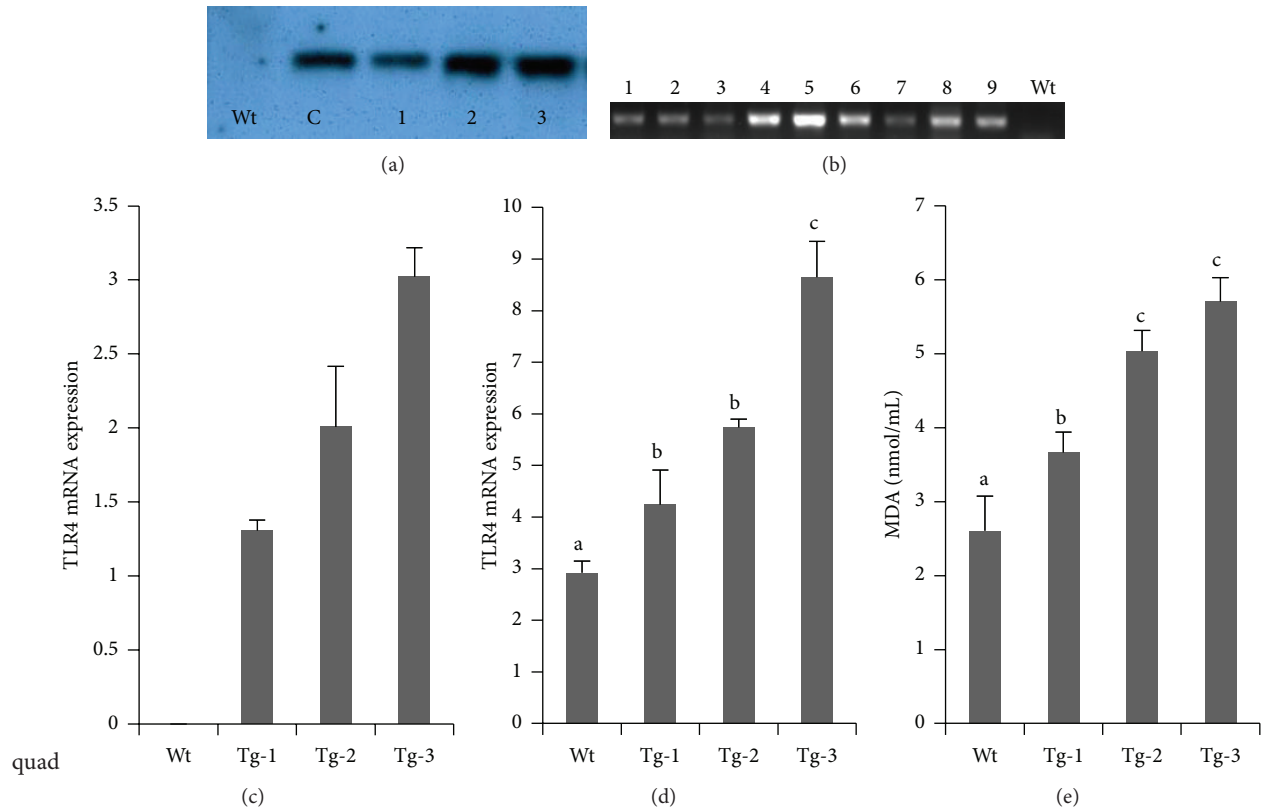 Wt C 1 2 3
(a)
1 2 3 4 5 6 7 8 9 Wt
(b)
TLR4 mRNA expression
3.5
3
2.5
2
1.5
1
0.5
0
Wt Tg-1 Tg-2 Tg-3
quad
(c)
TLR4 mRNA expression
10
9
8
7
6
5
4
3
2
1
0
a
b
b
c
Wt Tg-1 Tg-2 Tg-3
(d)
MDA (nmol/mL)
7
6
5
4
3
2
1
0
a
b
c
c
Wt Tg-1 Tg-2 Tg-3
(e)